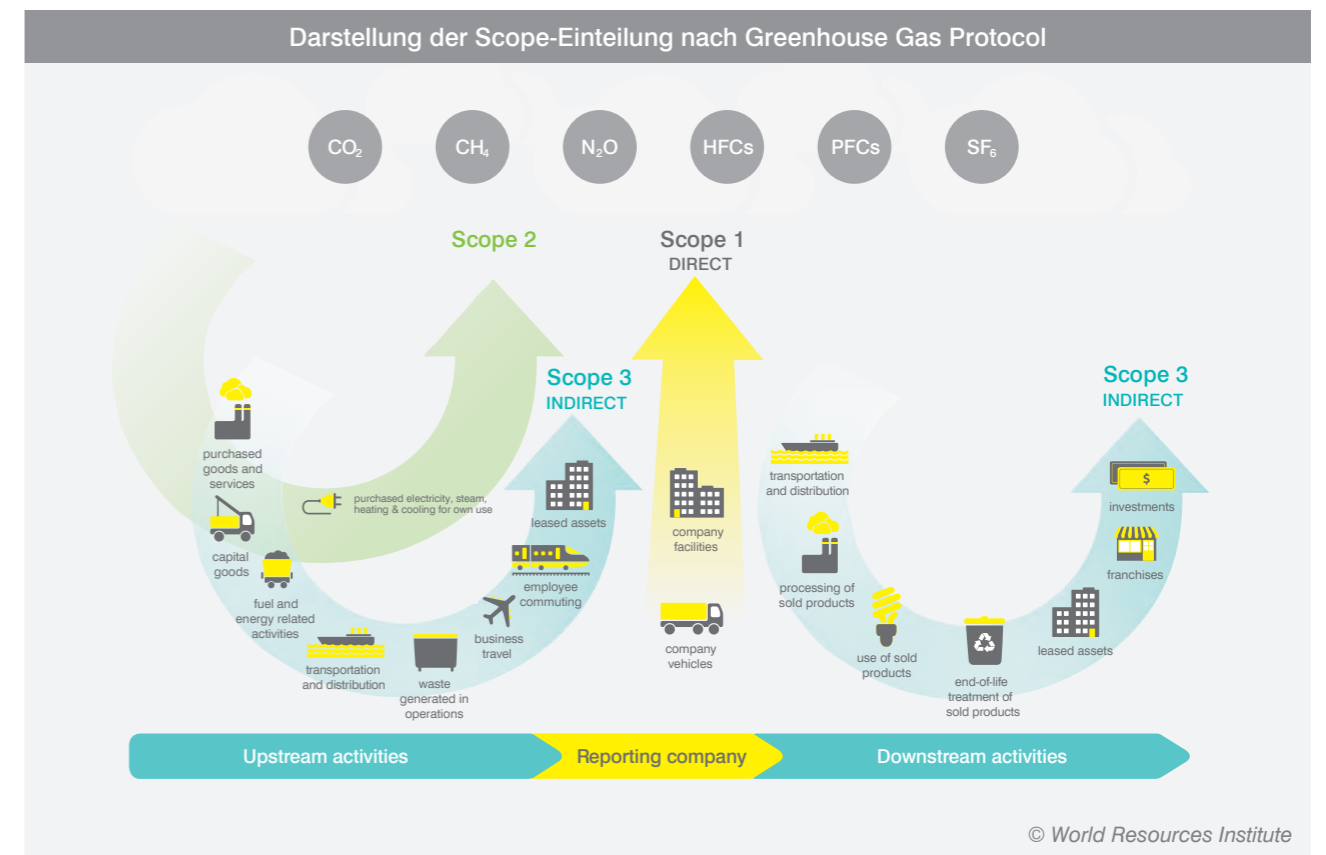 Darstellung der Scope-Einteilung nach Greenhouse Gas Protocol
CO₂
CH₄
N₂O
HFCs
PFCs
SF₆
Scope 2
Scope 1
DIRECT
Scope 3
INDIRECT
Scope 3
INDIRECT
purchased
goods and
services
capital
goods
fuel and
energy related
activities
purchased electricity, steam,
heating & cooling for own use
transportation
and distribution
waste
generated in
operations
business
travel
employee
commuting
leased assets
company
facilities
company
vehicles
transportation
and distribution
processing of
sold products
use of sold
products
end-of-life
treatment of
sold products
leased assets
franchises
$
investments
Upstream activities
Reporting company
Downstream activities
© World Resources Institute